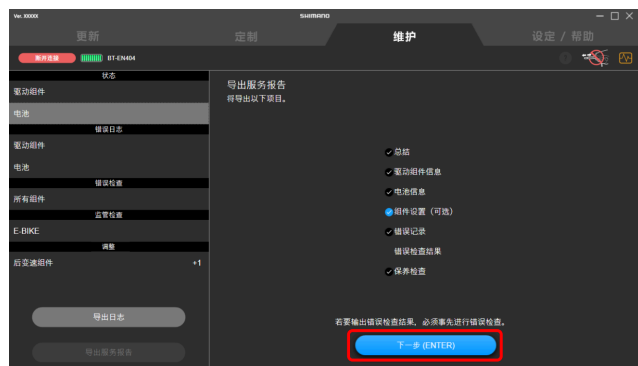 Ver. XXXXX
SHIMANO
更新
定制
维护
设定 / 帮助
断开连接
BT-EN404
状态
驱动组件
电池
错误日志
驱动组件
电池
错误检查
所有组件
监管检查
E-BIKE
调整
后变速组件 +1
导出日志
导出服务报告
导出服务报告
将导出以下项目。
总结
驱动组件信息
电池信息
组件设置（可选）
错误记录
错误检查结果
保养检查
若要输出错误检查结果，必须事先进行错误检查。
下一步 (ENTER)